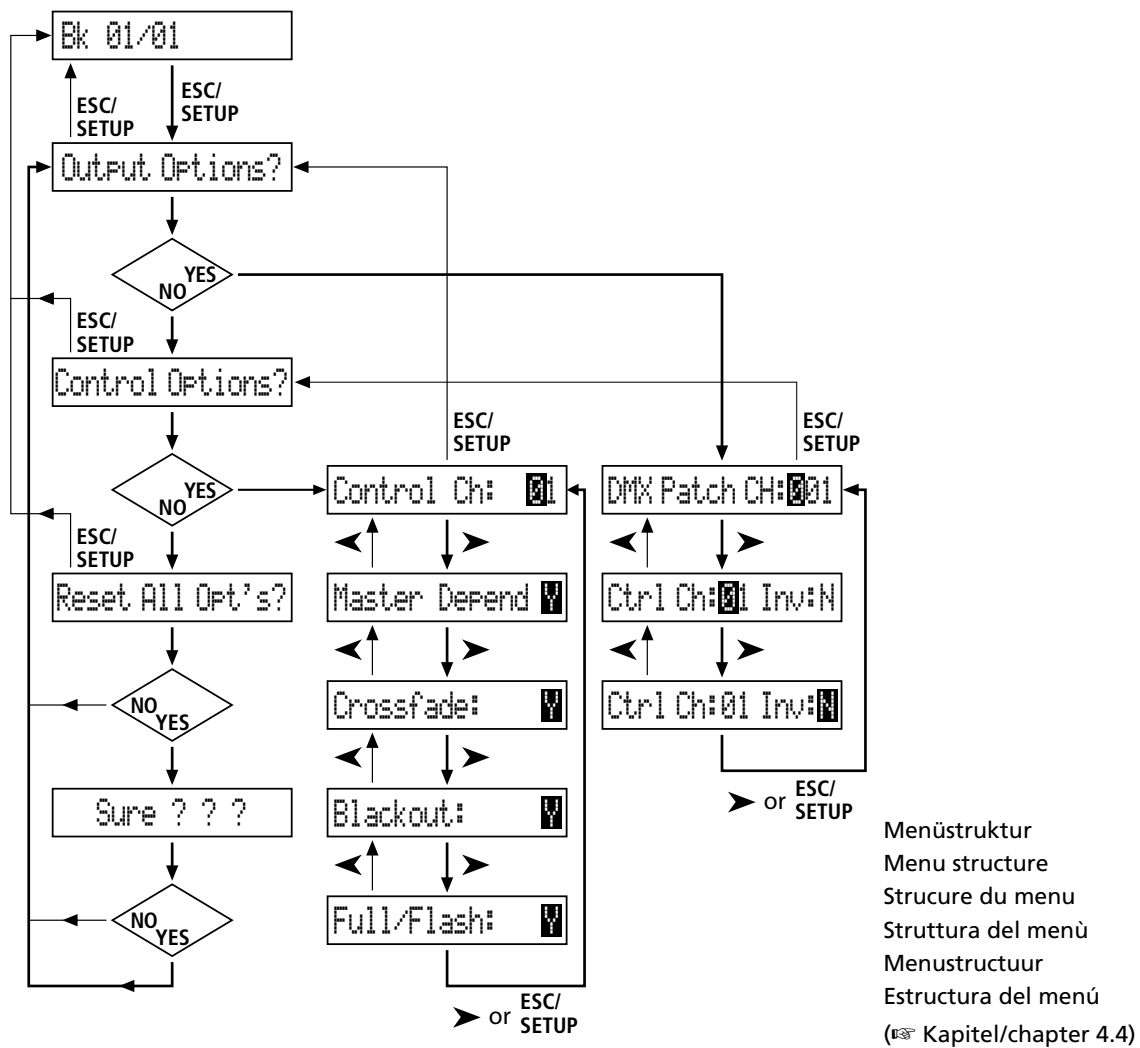 Bk 01/01
ESC/
SETUP
ESC/
SETUP
Output Options?
YES
NO
ESC/
SETUP
Control Options?
ESC/
SETUP
ESC/
SETUP
YES
NO
Control Ch: 01
DMX Patch CH:001
ESC/
SETUP
Reset All Opt's?
Master Depend Y
Ctrl Ch:01 Inv:N
NO
YES
Crossfade: Y
Ctrl Ch:01 Inv:N
Sure ? ? ?
Blackout: Y
or ESC/
SETUP
NO
YES
Full/Flash: Y
or ESC/
SETUP
Menüstruktur
Menu structure
Strucure du menu
Struttura del menù
Menustructuur
Estructura del menú
(☞ Kapitel/chapter 4.4)